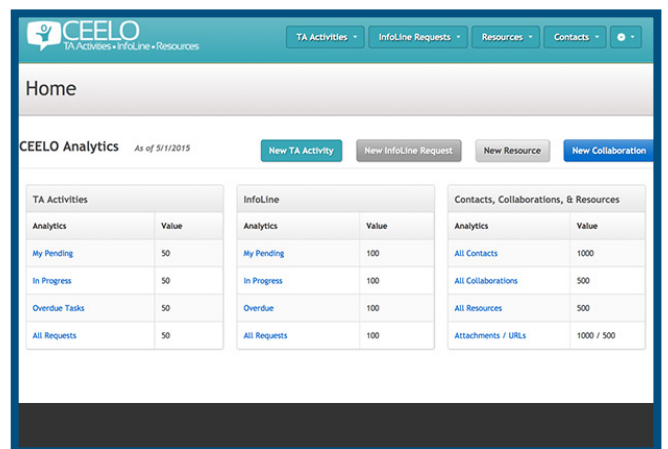 CEELO
TA Activities • InfoLine • Resources
TA Activities
InfoLine Requests
Resources
Contacts
Home
CEELO Analytics As of 5/1/2015
New TA Activity
New InfoLine Request
New Resource
New Collaboration
TA Activities
Analytics Value
My Pending 50
In Progress 50
Overdue Tasks 50
All Requests 50
InfoLine
Analytics Value
My Pending 100
In Progress 100
Overdue 100
All Requests 100
Contacts, Collaborations, & Resources
Analytics Value
All Contacts 1000
All Collaborations 500
All Resources 500
Attachments / URLs 1000 / 500